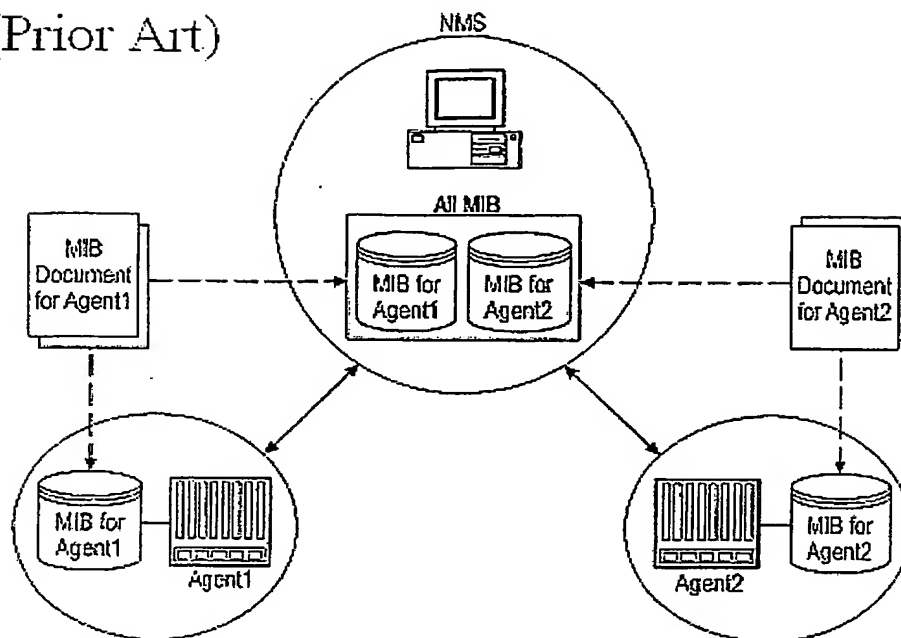 (Prior Art)
NMS
All MIB
MIB for
Agent1
MIB for
Agent2
MIB
Document
for Agent1
MIB
Document
for Agent2
MIB for
Agent1
Agent1
Agent2
MIB for
Agent2